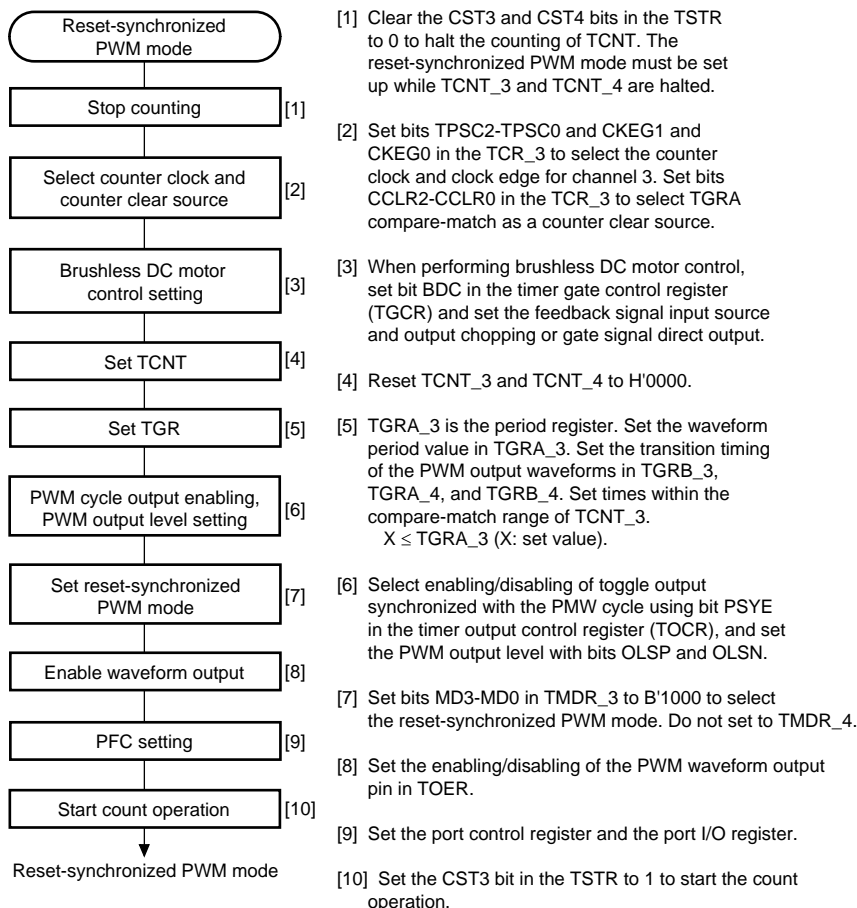 Reset-synchronized
PWM mode
Stop counting
[1]
Select counter clock and
counter clear source
[2]
Brushless DC motor
control setting
[3]
Set TCNT
[4]
Set TGR
[5]
PWM cycle output enabling,
PWM output level setting
[6]
Set reset-synchronized
PWM mode
[7]
Enable waveform output
[8]
PFC setting
[9]
Start count operation
[10]
Reset-synchronized PWM mode
[1] Clear the CST3 and CST4 bits in the TSTR
to 0 to halt the counting of TCNT. The
reset-synchronized PWM mode must be set
up while TCNT_3 and TCNT_4 are halted.
[2] Set bits TPSC2-TPSC0 and CKEG1 and
CKEG0 in the TCR_3 to select the counter
clock and clock edge for channel 3. Set bits
CCLR2-CCLR0 in the TCR_3 to select TGRA
compare-match as a counter clear source.
[3] When performing brushless DC motor control,
set bit BDC in the timer gate control register
(TGCR) and set the feedback signal input source
and output chopping or gate signal direct output.
[4] Reset TCNT_3 and TCNT_4 to H'0000.
[5] TGRA_3 is the period register. Set the waveform
period value in TGRA_3. Set the transition timing
of the PWM output waveforms in TGRB_3,
TGRA_4, and TGRB_4. Set times within the
compare-match range of TCNT_3.
X ≤ TGRA_3 (X: set value).
[6] Select enabling/disabling of toggle output
synchronized with the PMW cycle using bit PSYE
in the timer output control register (TOCR), and set
the PWM output level with bits OLSP and OLSN.
[7] Set bits MD3-MD0 in TMDR_3 to B'1000 to select
the reset-synchronized PWM mode. Do not set to TMDR_4.
[8] Set the enabling/disabling of the PWM waveform output
pin in TOER.
[9] Set the port control register and the port I/O register.
[10] Set the CST3 bit in the TSTR to 1 to start the count
operation.